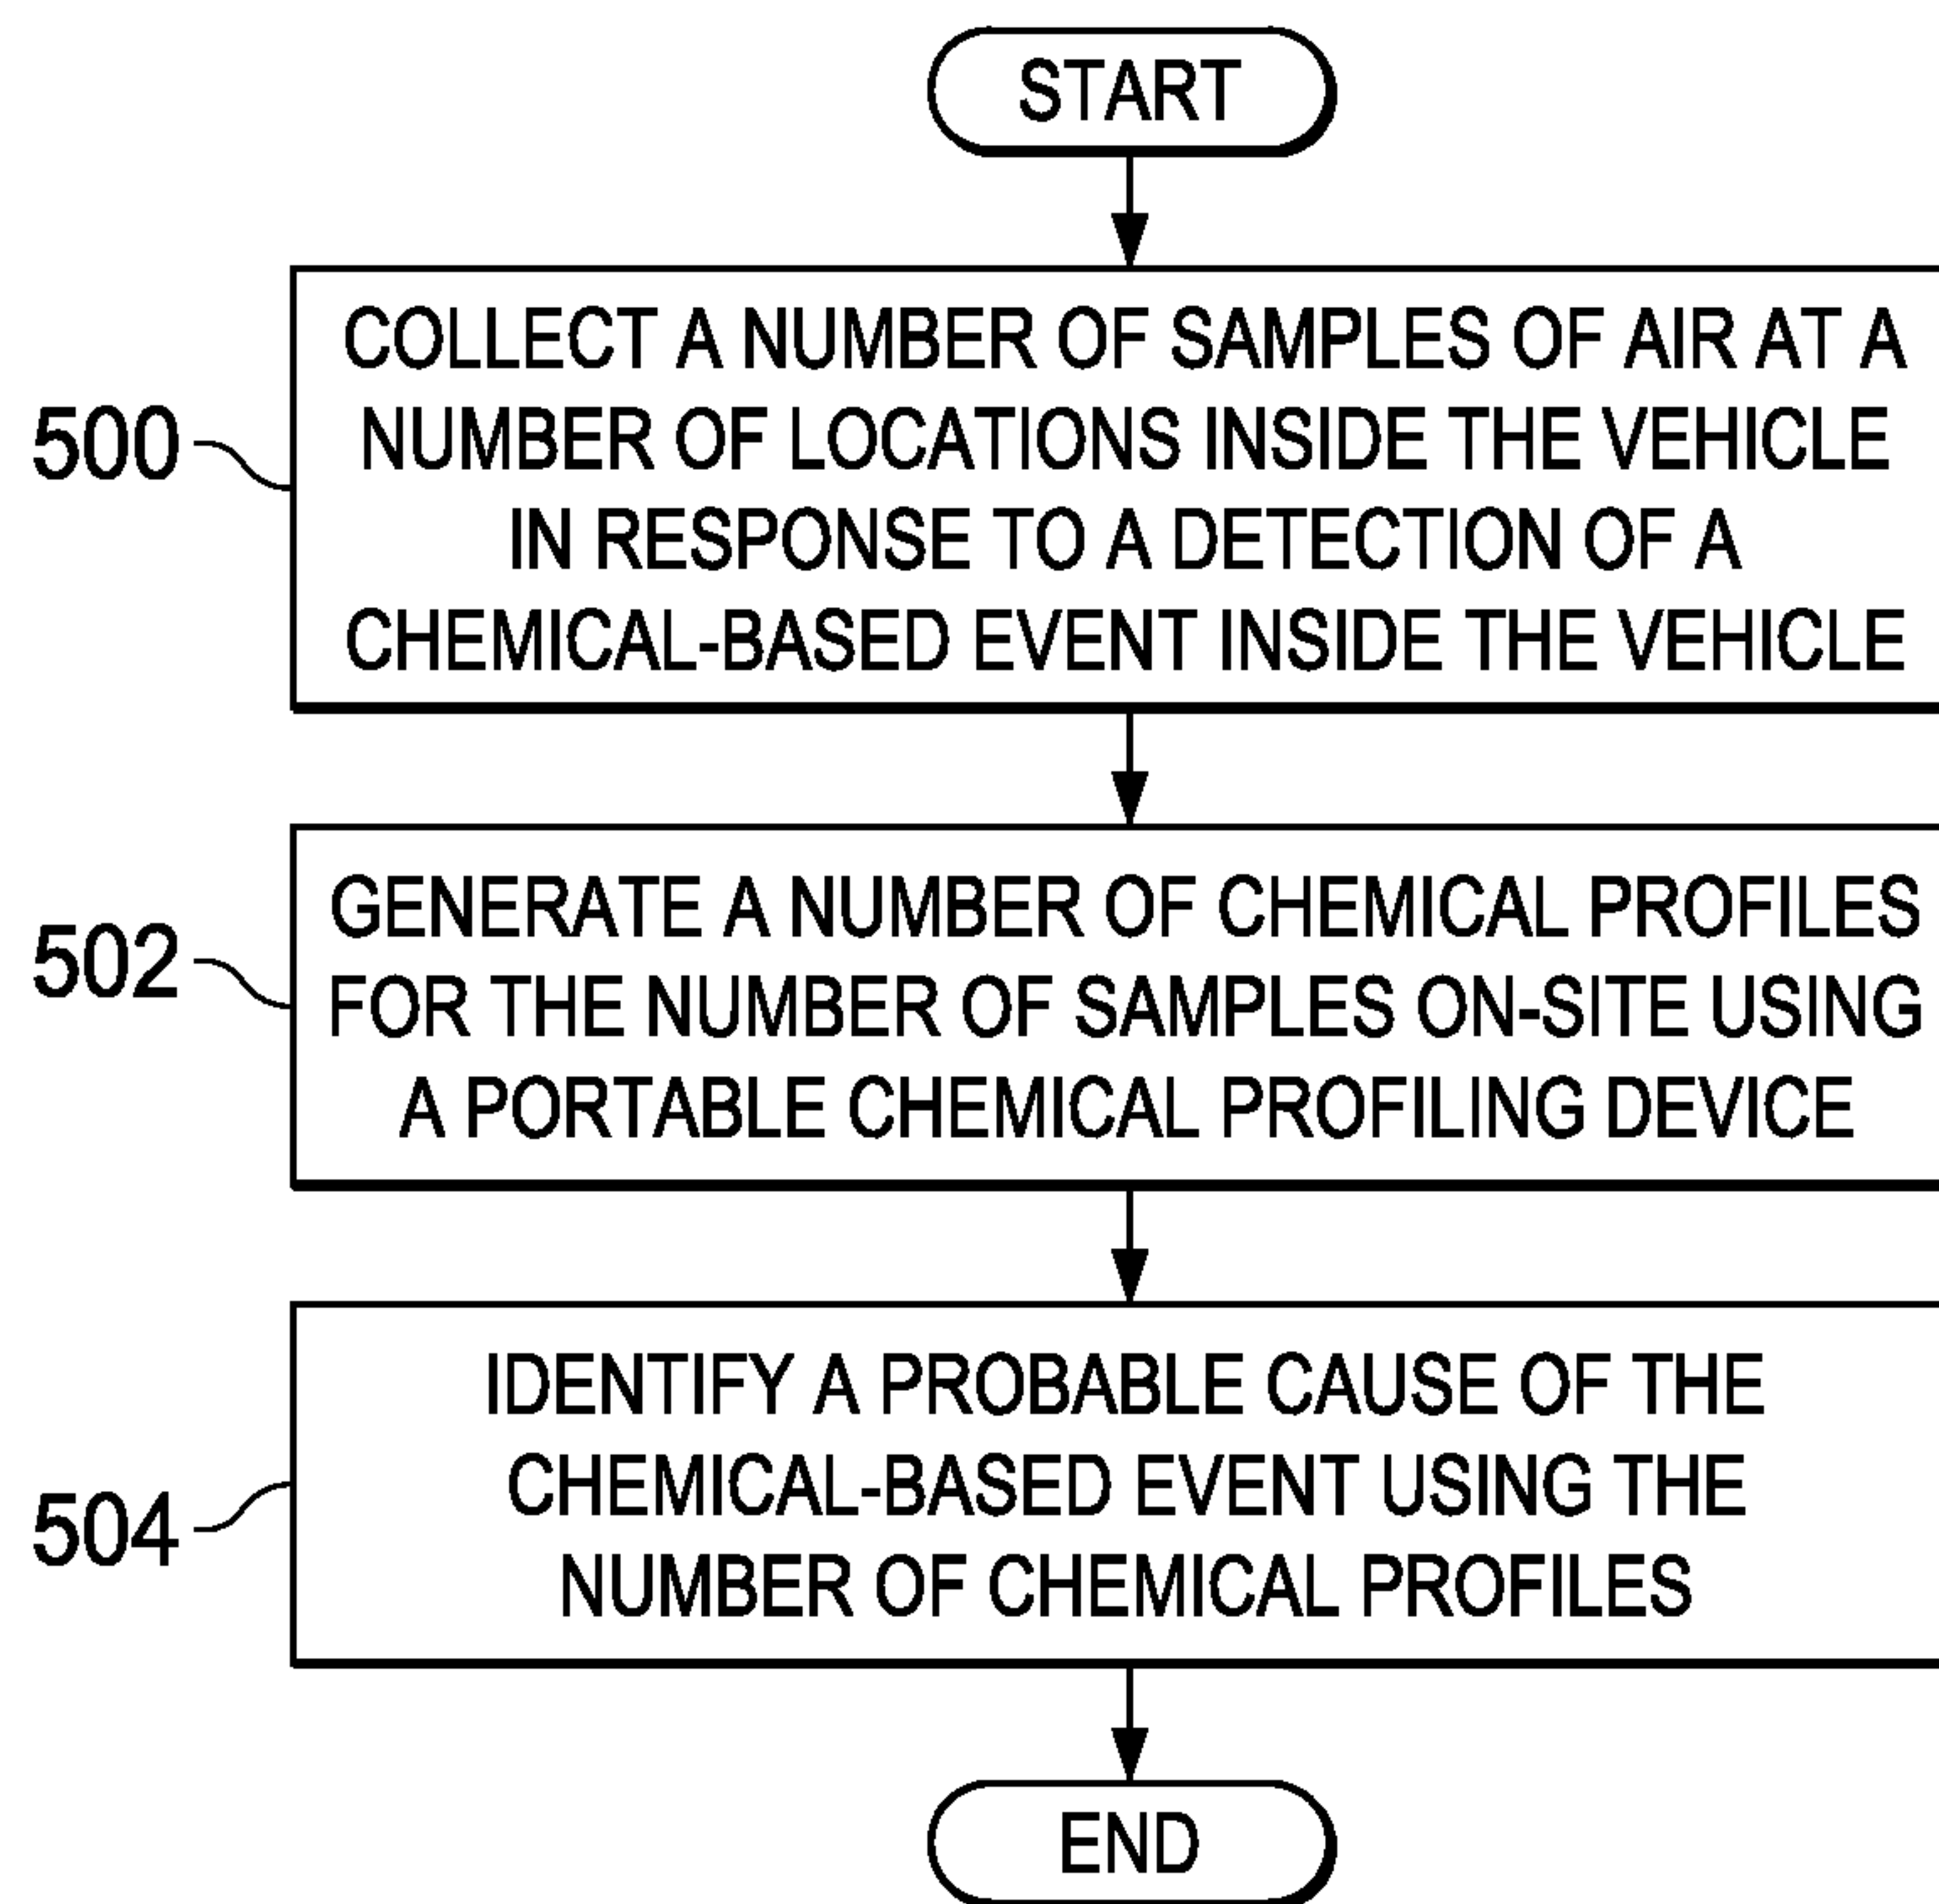 START
500
COLLECT A NUMBER OF SAMPLES OF AIR AT A
NUMBER OF LOCATIONS INSIDE THE VEHICLE
IN RESPONSE TO A DETECTION OF A
CHEMICAL-BASED EVENT INSIDE THE VEHICLE
502
GENERATE A NUMBER OF CHEMICAL PROFILES
FOR THE NUMBER OF SAMPLES ON-SITE USING
A PORTABLE CHEMICAL PROFILING DEVICE
504
IDENTIFY A PROBABLE CAUSE OF THE
CHEMICAL-BASED EVENT USING THE
NUMBER OF CHEMICAL PROFILES
END